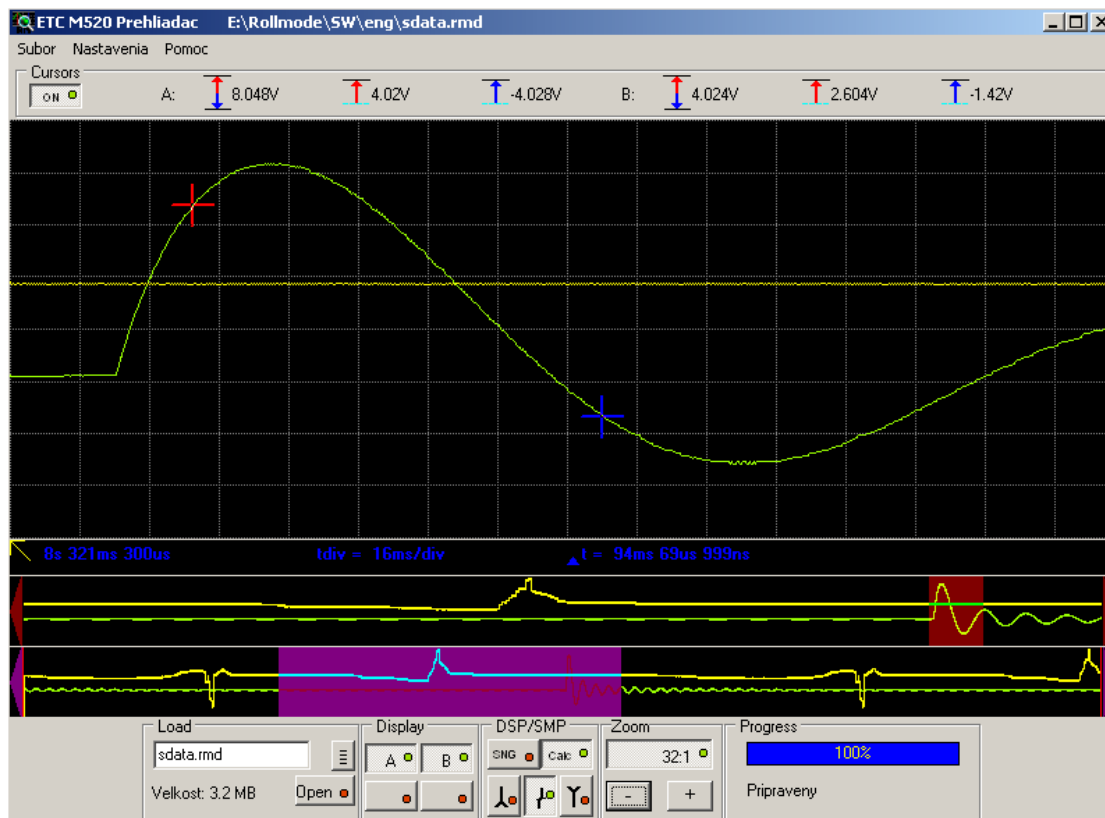 ETC M520 Prehliadac E:\Rollmode\SW\eng\sdata.rmd
Subor Nastavenia Pomoc
Cursors
ON A: 8.048V 4.02V -4.028V B: 4.024V 2.604V -1.42V
8s 321ms 300us tdiv = 16ms/div t = 94ms 69us 999ns
Load Display DSP/SMP Zoom Progress
sdata.rmd A B SNG Calc 32:1 100%
Velkost: 3.2 MB Open - + Pripraveny